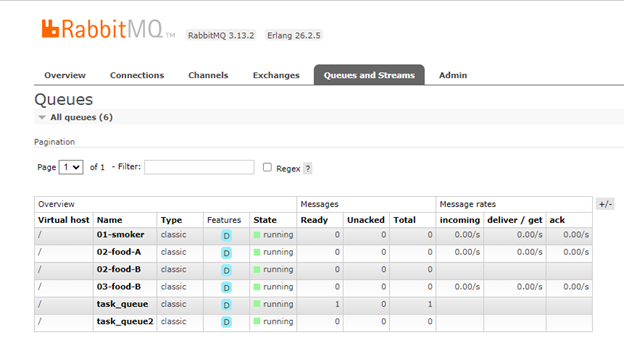 RabbitMQ TM RabbitMQ 3.13.2 Erlang 26.2.5
Overview Connections Channels Exchanges Queues and Streams Admin
Queues
All queues (6)
Pagination
Page 1 of 1 - Filter: Regex ?
Overview Messages Message rates +/-
Virtual host Name Type Features State Ready Unacked Total incoming deliver / get ack
/ 01-smoker classic D running 0 0 0 0.00/s 0.00/s 0.00/s
/ 02-food-A classic D running 0 0 0 0.00/s 0.00/s 0.00/s
/ 02-food-B classic D running 0 0 0
/ 03-food-B classic D running 0 0 0 0.00/s 0.00/s 0.00/s
/ task_queue classic D running 1 0 1
/ task_queue2 classic D running 0 0 0